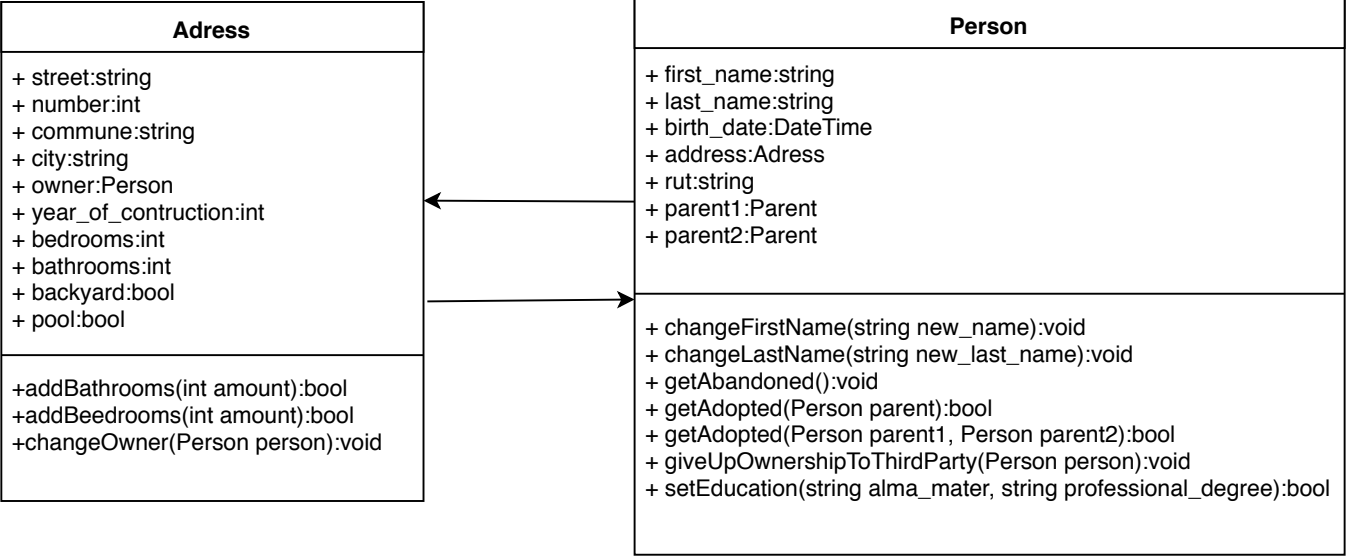 Adress
+ street:string
+ number:int
+ commune:string
+ city:string
+ owner:Person
+ year_of_contruction:int
+ bedrooms:int
+ bathrooms:int
+ backyard:bool
+ pool:bool
+addBathrooms(int amount):bool
+addBeedrooms(int amount):bool
+changeOwner(Person person):void
Person
+ first_name:string
+ last_name:string
+ birth_date:DateTime
+ address:Adress
+ rut:string
+ parent1:Parent
+ parent2:Parent
+ changeFirstName(string new_name):void
+ changeLastName(string new_last_name):void
+ getAbandoned():void
+ getAdopted(Person parent):bool
+ getAdopted(Person parent1, Person parent2):bool
+ giveUpOwnershipToThirdParty(Person person):void
+ setEducation(string alma_mater, string professional_degree):bool